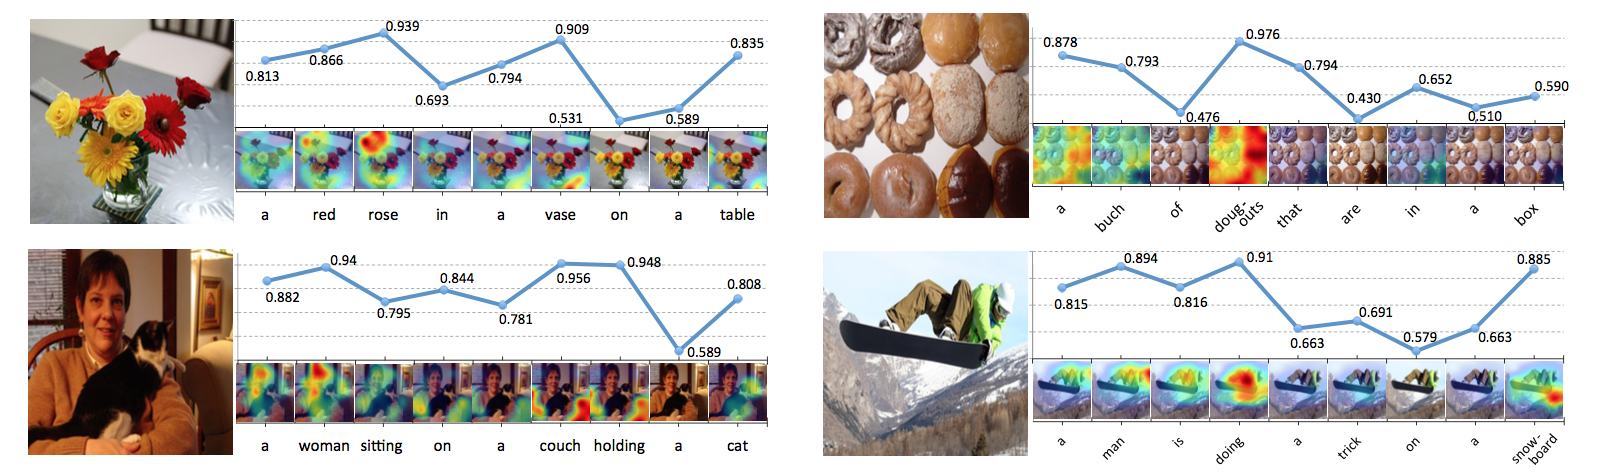 0.813 0.866 0.939 0.693 0.794 0.909 0.531 0.589 0.835
a red rose in a vase on a table
0.878 0.793 0.476 0.976 0.794 0.430 0.652 0.510 0.590
a buch of doug-
outs that are in a box
0.882 0.94 0.795 0.844 0.781 0.956 0.948 0.589 0.808
a woman sitting on a couch holding a cat
0.815 0.894 0.816 0.91 0.663 0.691 0.579 0.663 0.885
a man is doing a trick on a snow-
board